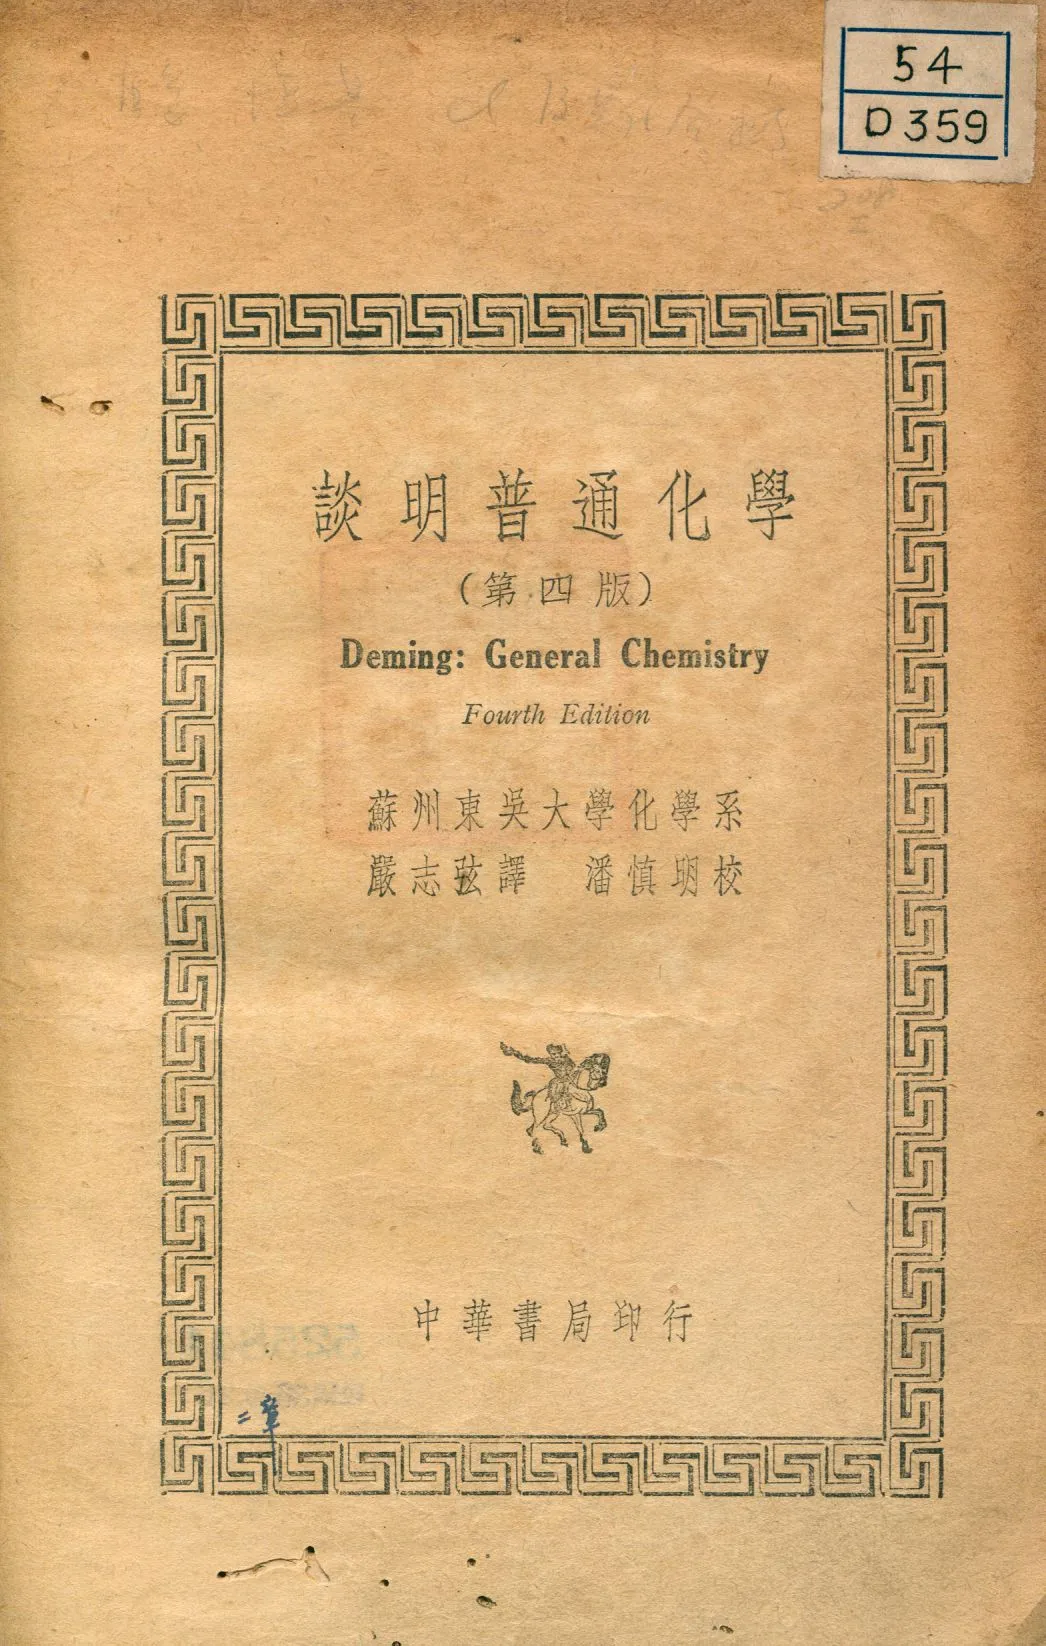 54
D359
談明普通化學
(第四版)
Deming: General Chemistry
Fourth Edition
蘇州東吳大學化學系
嚴志弦譯 潘慎明校
中華書局印行
二章